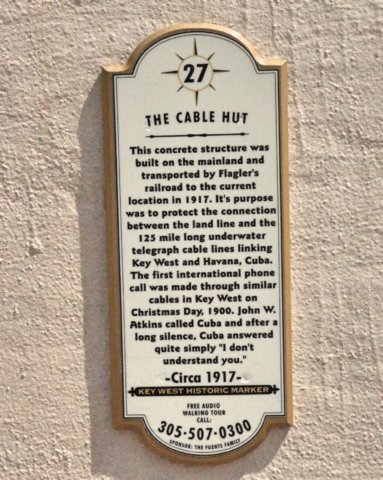 27
THE CABLE HUT
This concrete structure was
built on the mainland and
transported by Flagler's
railroad to the current
location in 1917. It's purpose
was to protect the connection
between the land line and the
125 mile long underwater
telegraph cable lines linking
Key West and Havana, Cuba.
The first international phone
call was made through similar
cables in Key West on
Christmas Day, 1900. John W.
Atkins called Cuba and after a
long silence, Cuba answered
quite simply "I don't
understand you."
-Circa 1917-
KEY WEST HISTORIC MARKER
FREE AUDIO
WALKING TOUR
CALL:
305·507·0300
SPONSOR: THE FUENTE FAMILY